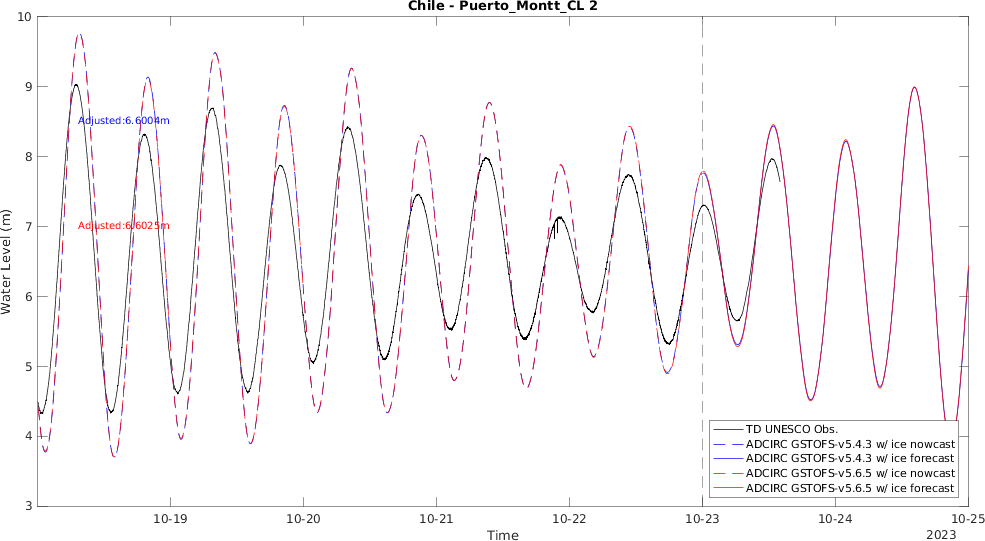 Chile - Puerto_Montt_CL 2
10
9
8
7
6
5
4
3
Water Level (m)
Adjusted:6.6004m
Adjusted:6.6025m
TD UNESCO Obs.
ADCIRC GSTOFS-v5.4.3 w/ ice nowcast
ADCIRC GSTOFS-v5.4.3 w/ ice forecast
ADCIRC GSTOFS-v5.6.5 w/ ice nowcast
ADCIRC GSTOFS-v5.6.5 w/ ice forecast
10-19 10-20 10-21 10-22 10-23 10-24 10-25
Time
2023